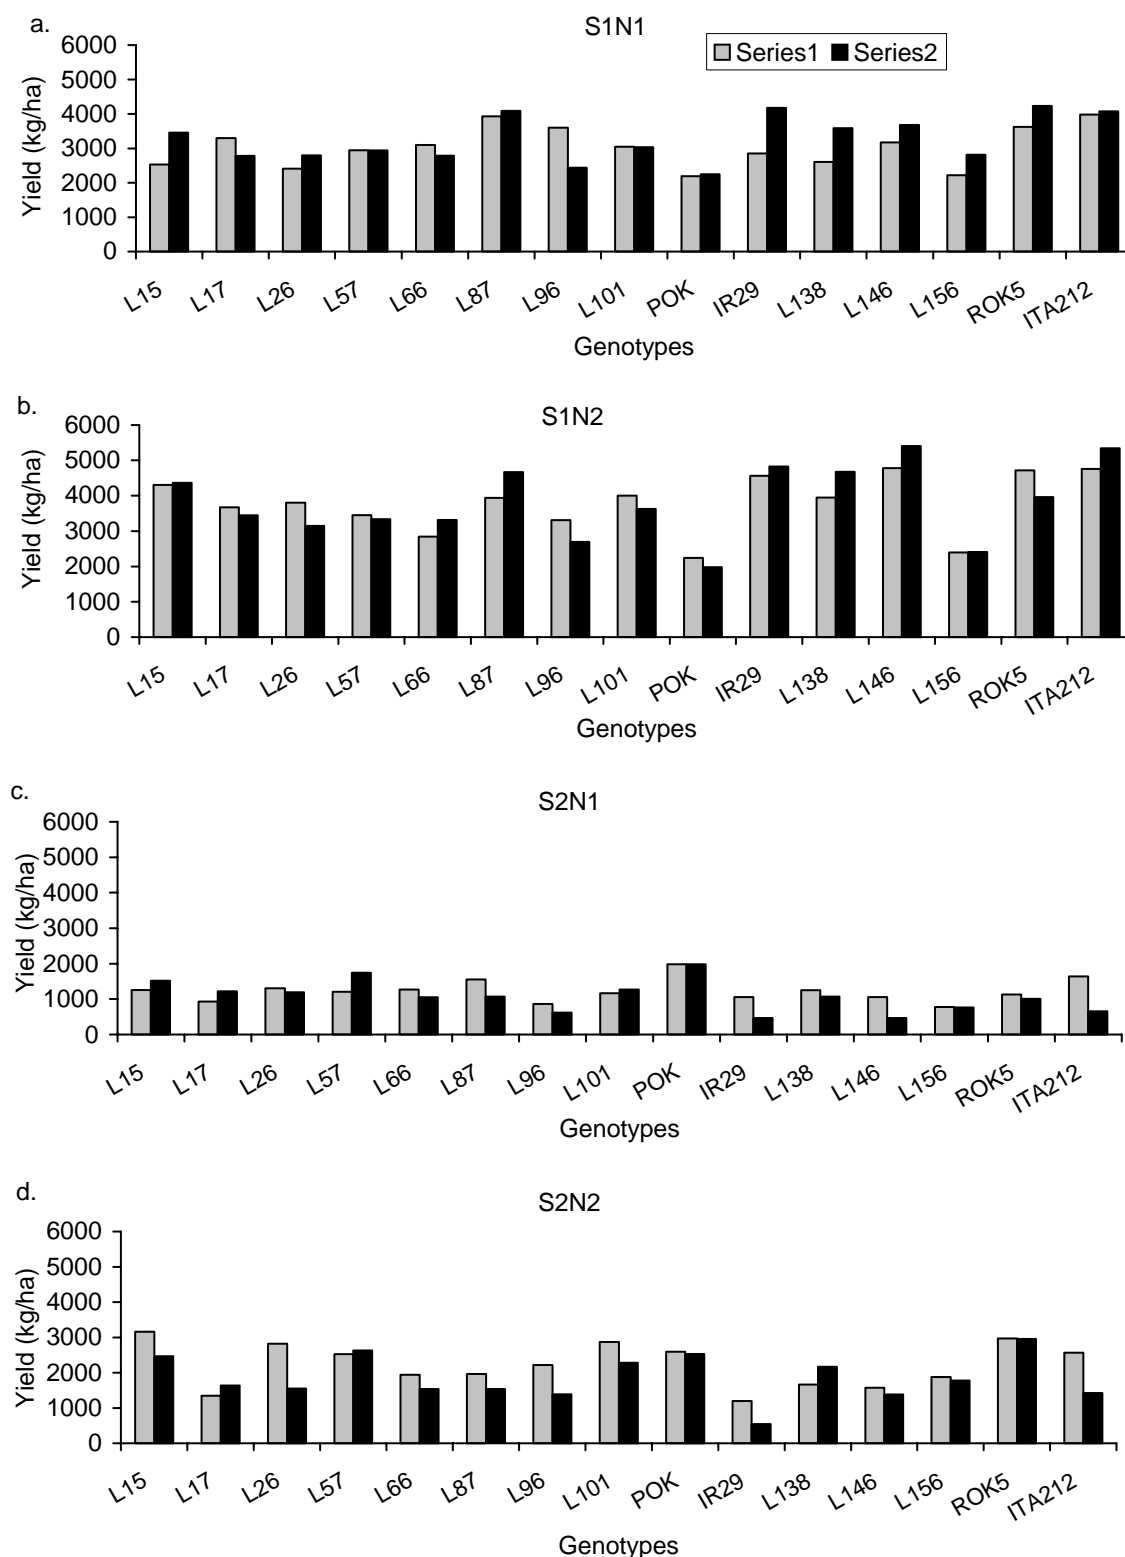 a.
S1N1
Series1 Series2
6000
5000
4000
3000
2000
1000
0
Yield (kg/ha)
L15 L17 L26 L57 L66 L87 L96 L101 POK IR29 L138 L146 L156 ROK5 ITA212
Genotypes
b.
S1N2
6000
5000
4000
3000
2000
1000
0
Yield (kg/ha)
L15 L17 L26 L57 L66 L87 L96 L101 POK IR29 L138 L146 L156 ROK5 ITA212
Genotypes
c.
S2N1
6000
5000
4000
3000
2000
1000
0
Yield (kg/ha)
L15 L17 L26 L57 L66 L87 L96 L101 POK IR29 L138 L146 L156 ROK5 ITA212
Genotypes
d.
S2N2
6000
5000
4000
3000
2000
1000
0
Yield (kg/ha)
L15 L17 L26 L57 L66 L87 L96 L101 POK IR29 L138 L146 L156 ROK5 ITA212
Genotypes